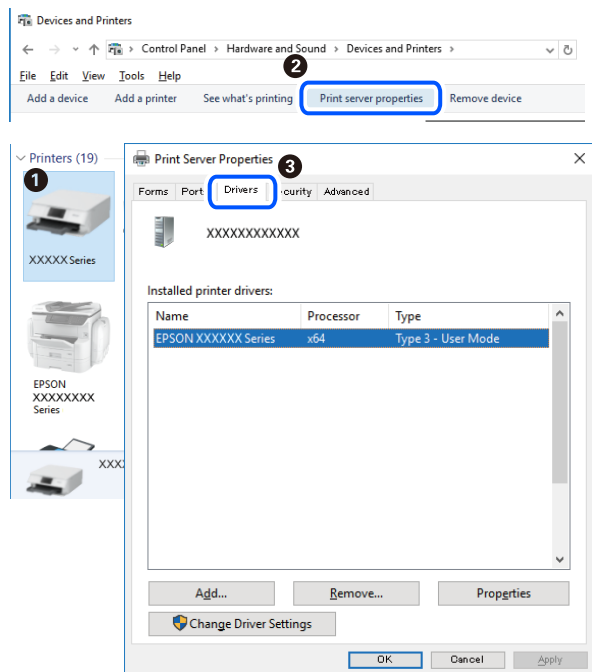 Devices and Printers
Control Panel > Hardware and Sound > Devices and Printers >
2
File Edit View Tools Help
Add a device Add a printer See what's printing Print server properties Remove device
Printers (19)
1
XXXXX Series
EPSON
XXXXXXXX
Series
XXX
Print Server Properties
3
Forms Port Drivers curity Advanced
XXXXXXXXXXXX
Installed printer drivers:
Name Processor Type
EPSON XXXXXX Series x64 Type 3 - User Mode
Add... Remove... Properties
Change Driver Settings
OK Cancel Apply